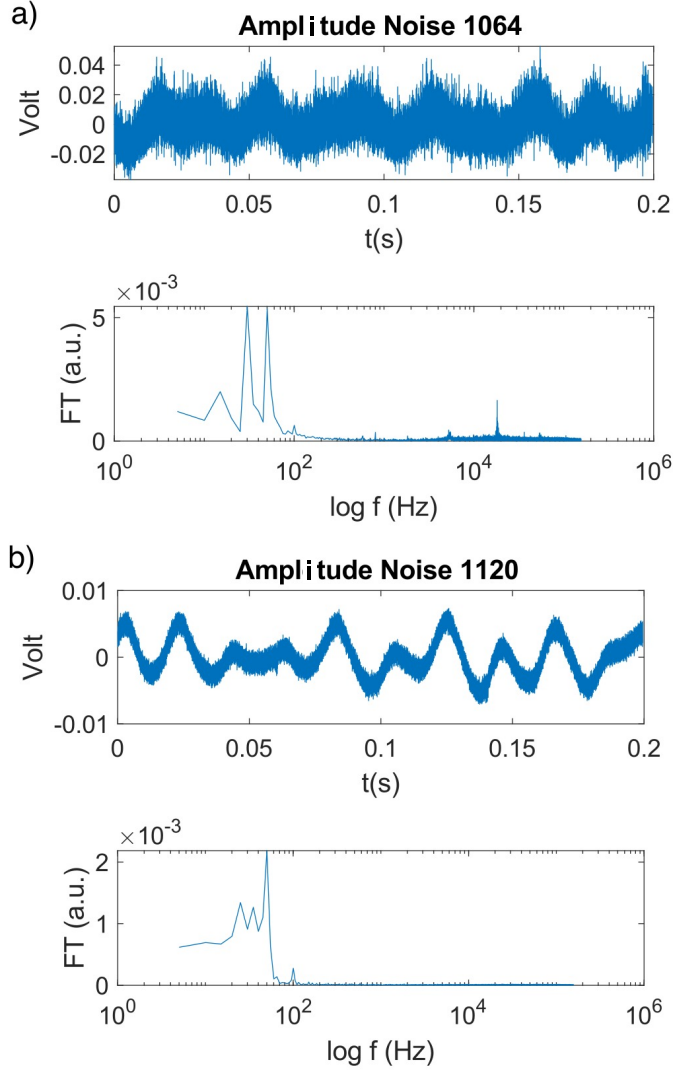 a)
Amplitude Noise 1064
Volt
0.04
0.02
0
-0.02
0 0.05 0.1 0.15 0.2
t(s)
×10⁻³
FT (a.u.)
5
0
10⁰ 10² 10⁴ 10⁶
log f (Hz)
b)
Amplitude Noise 1120
Volt
0.01
0
-0.01
0 0.05 0.1 0.15 0.2
t(s)
×10⁻³
FT (a.u.)
2
1
0
10⁰ 10² 10⁴ 10⁶
log f (Hz)